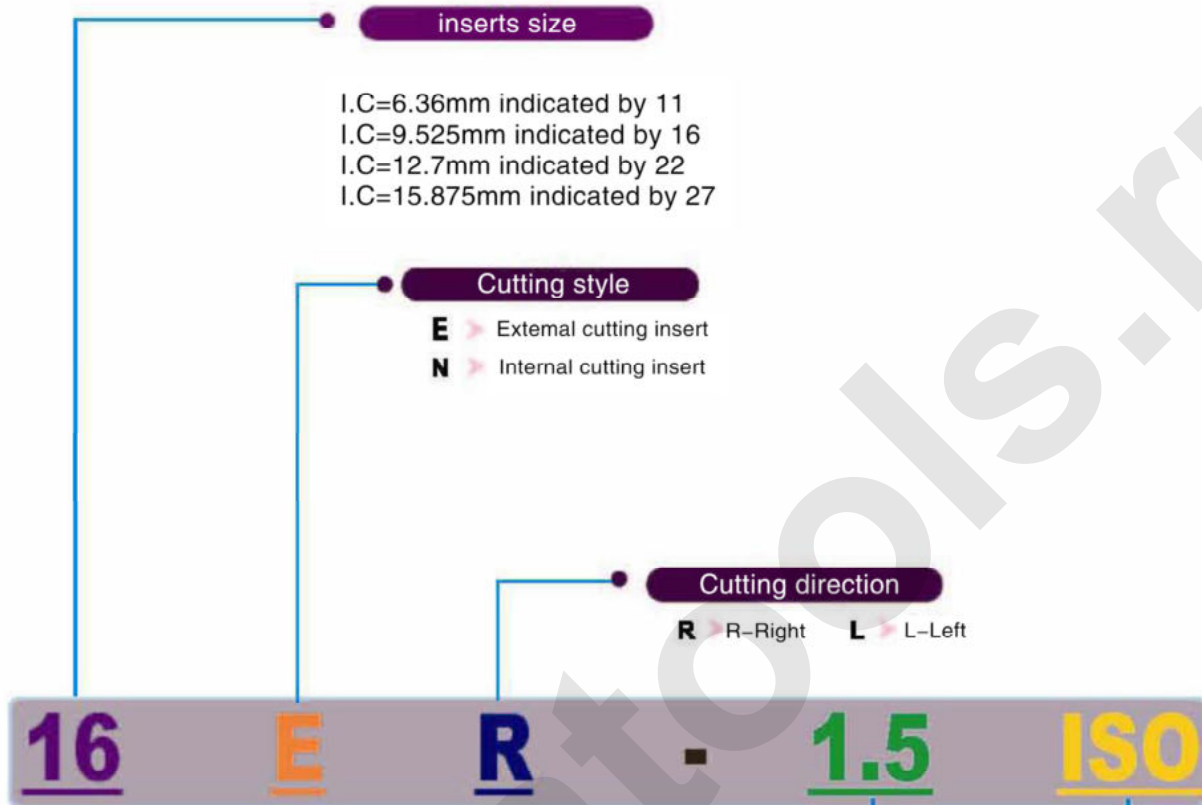 inserts size
I.C=6.36mm indicated by 11
I.C=9.525mm indicated by 16
I.C=12.7mm indicated by 22
I.C=15.875mm indicated by 27
Cutting style
E Extemal cutting insert
N Internal cutting insert
Cutting direction
R R-Right L L-Left
16 E R - 1.5 ISO